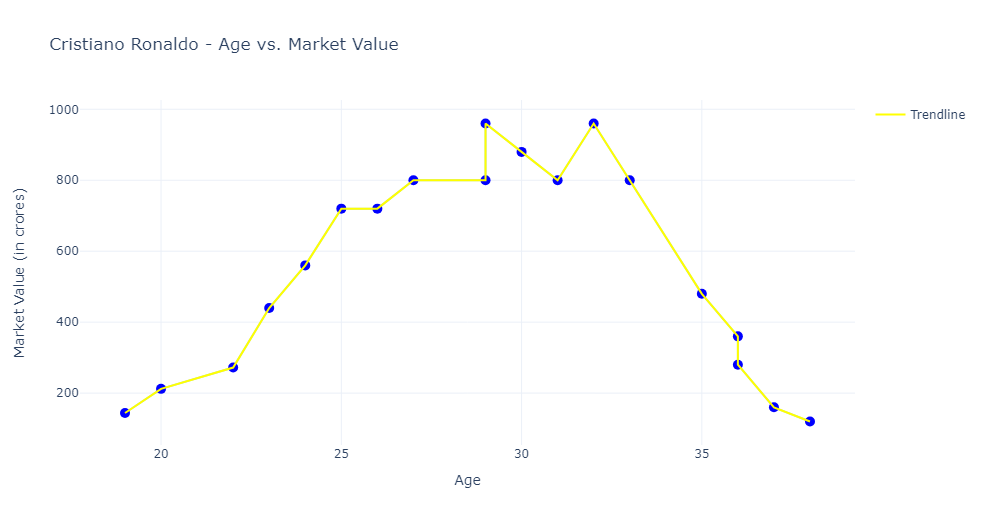 Cristiano Ronaldo - Age vs. Market Value
Trendline
Market Value (in crores)
1000
800
600
400
200
20
25
30
35
Age